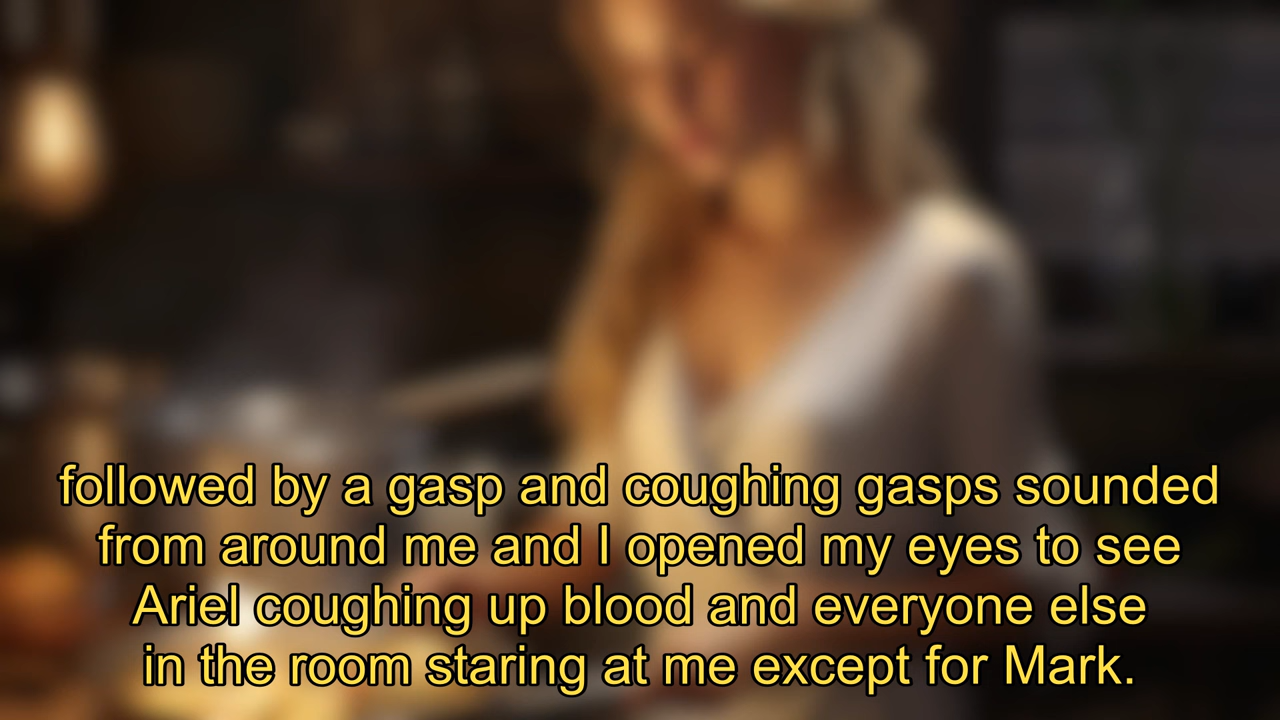 followed by a gasp and coughing gasps sounded
from around me and I opened my eyes to see
Ariel coughing up blood and everyone else
in the room staring at me except for Mark.